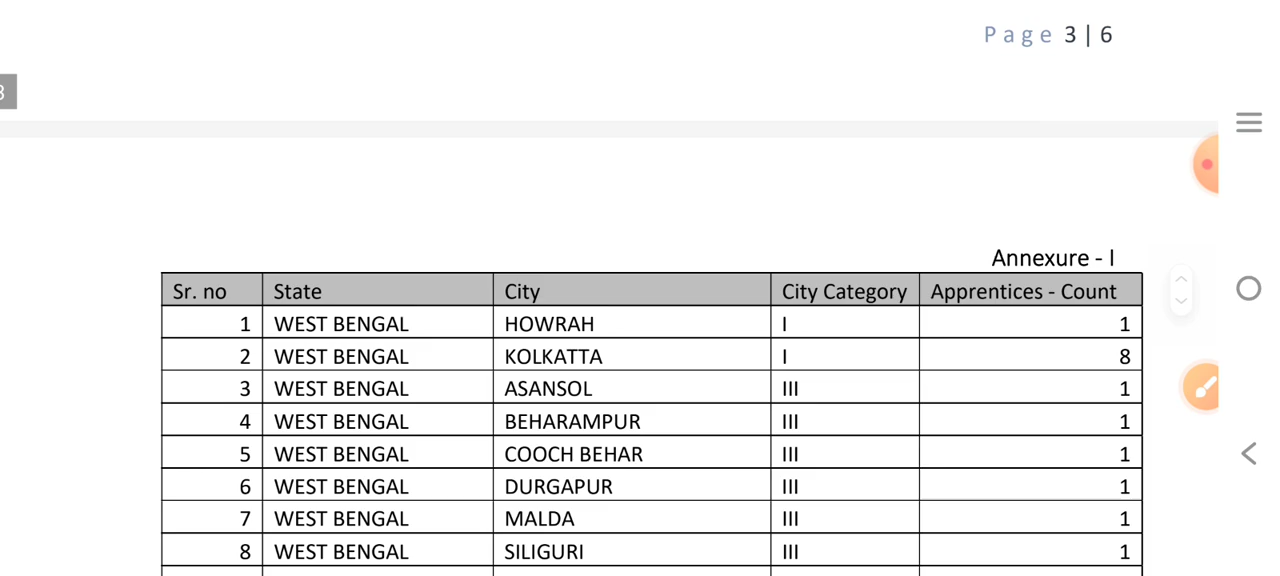 Page 3 | 6
Annexure - I
Sr. no State City City Category Apprentices - Count
1 WEST BENGAL HOWRAH I 1
2 WEST BENGAL KOLKATTA I 8
3 WEST BENGAL ASANSOL III 1
4 WEST BENGAL BEHARAMPUR III 1
5 WEST BENGAL COOCH BEHAR III 1
6 WEST BENGAL DURGAPUR III 1
7 WEST BENGAL MALDA III 1
8 WEST BENGAL SILIGURI III 1